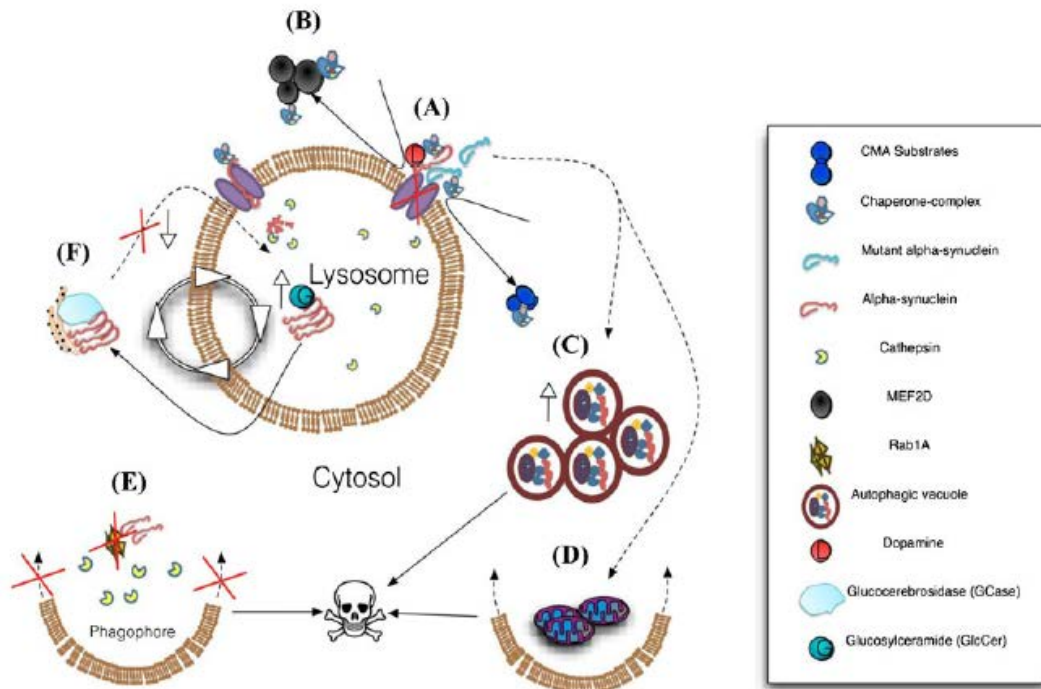 (B)
(A)
(F)
Lysosome
(C)
Cytosol
(E)
(D)
Phagophore
CMA Substrates
Chaperone-complex
Mutant alpha-synuclein
Alpha-synuclein
Cathepsin
MEF2D
Rab1A
Autophagic vacuole
Dopamine
Glucocerebrosidase (GCase)
Glucosylceramide (GlcCer)